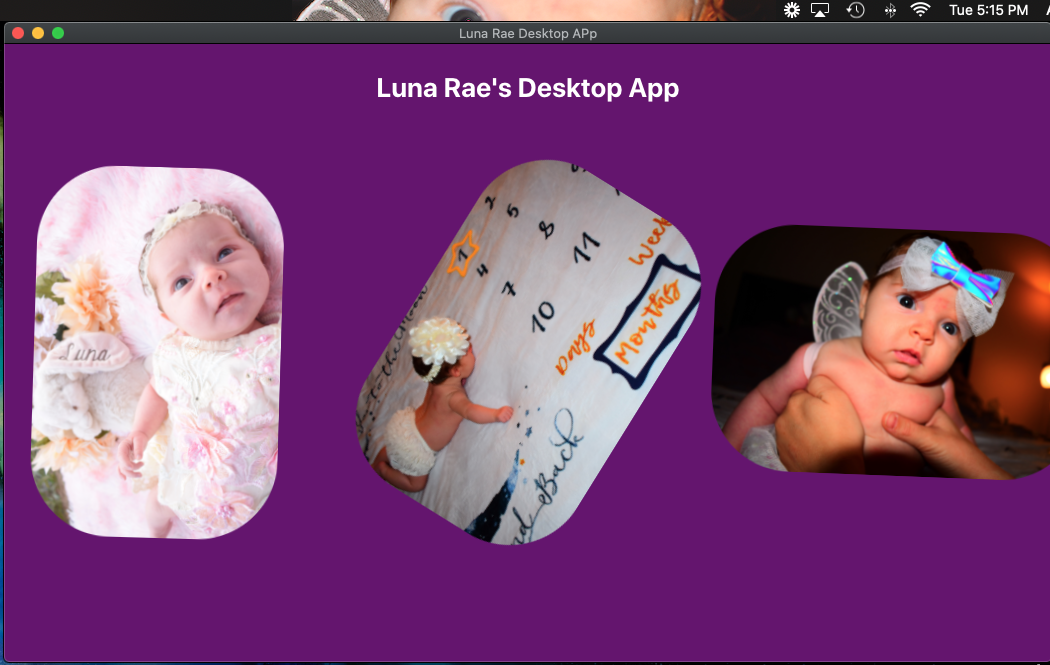 Tue 5:15 PM
Luna Rae Desktop APp
Luna Rae's Desktop App
Luna
2
5
8
11
1
4
7
10
Weeks
Months
Days
Back